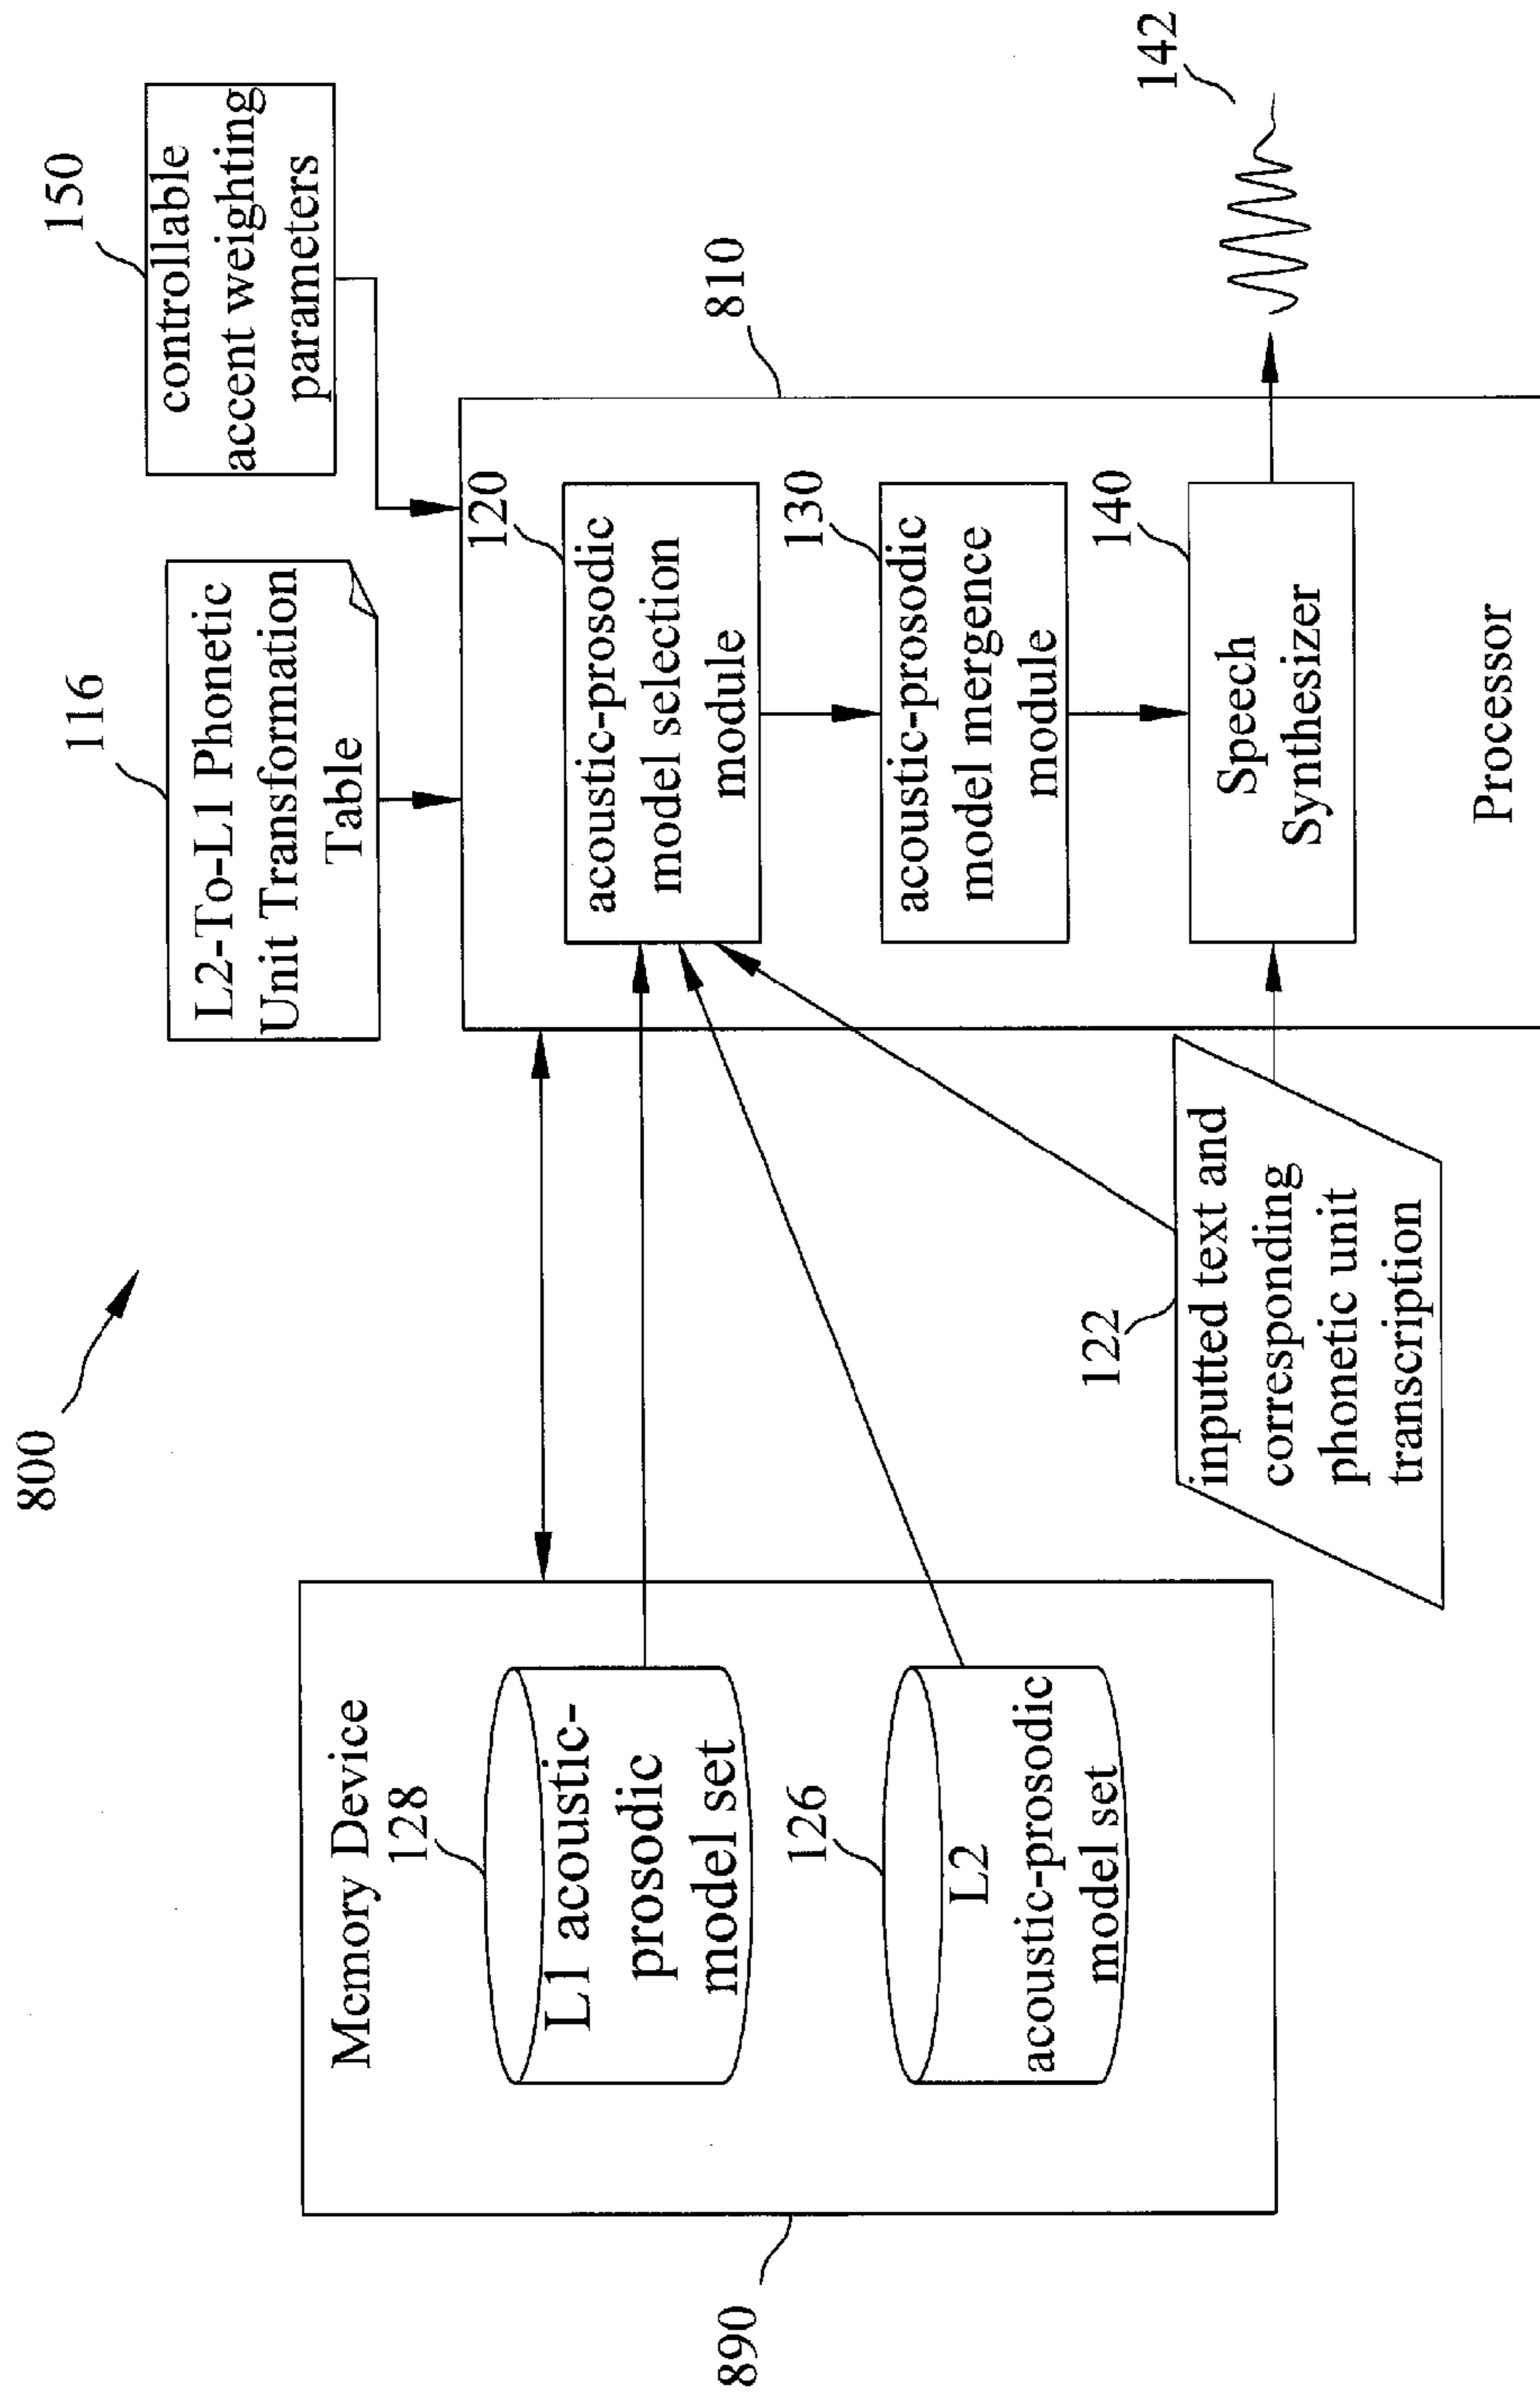 800
150
controllable
accent weighting
parameters
116
L2-To-L1 Phonetic
Unit Transformation
Table
890
Memory Device
128
L1 acoustic-
prosodic
model set
126
L2
acoustic-prosodic
model set
810
120
acoustic-prosodic
model selection
module
130
acoustic-prosodic
model mergence
module
140
Speech
Synthesizer
Processor
122
inputted text and
corresponding
phonetic unit
transcription
142